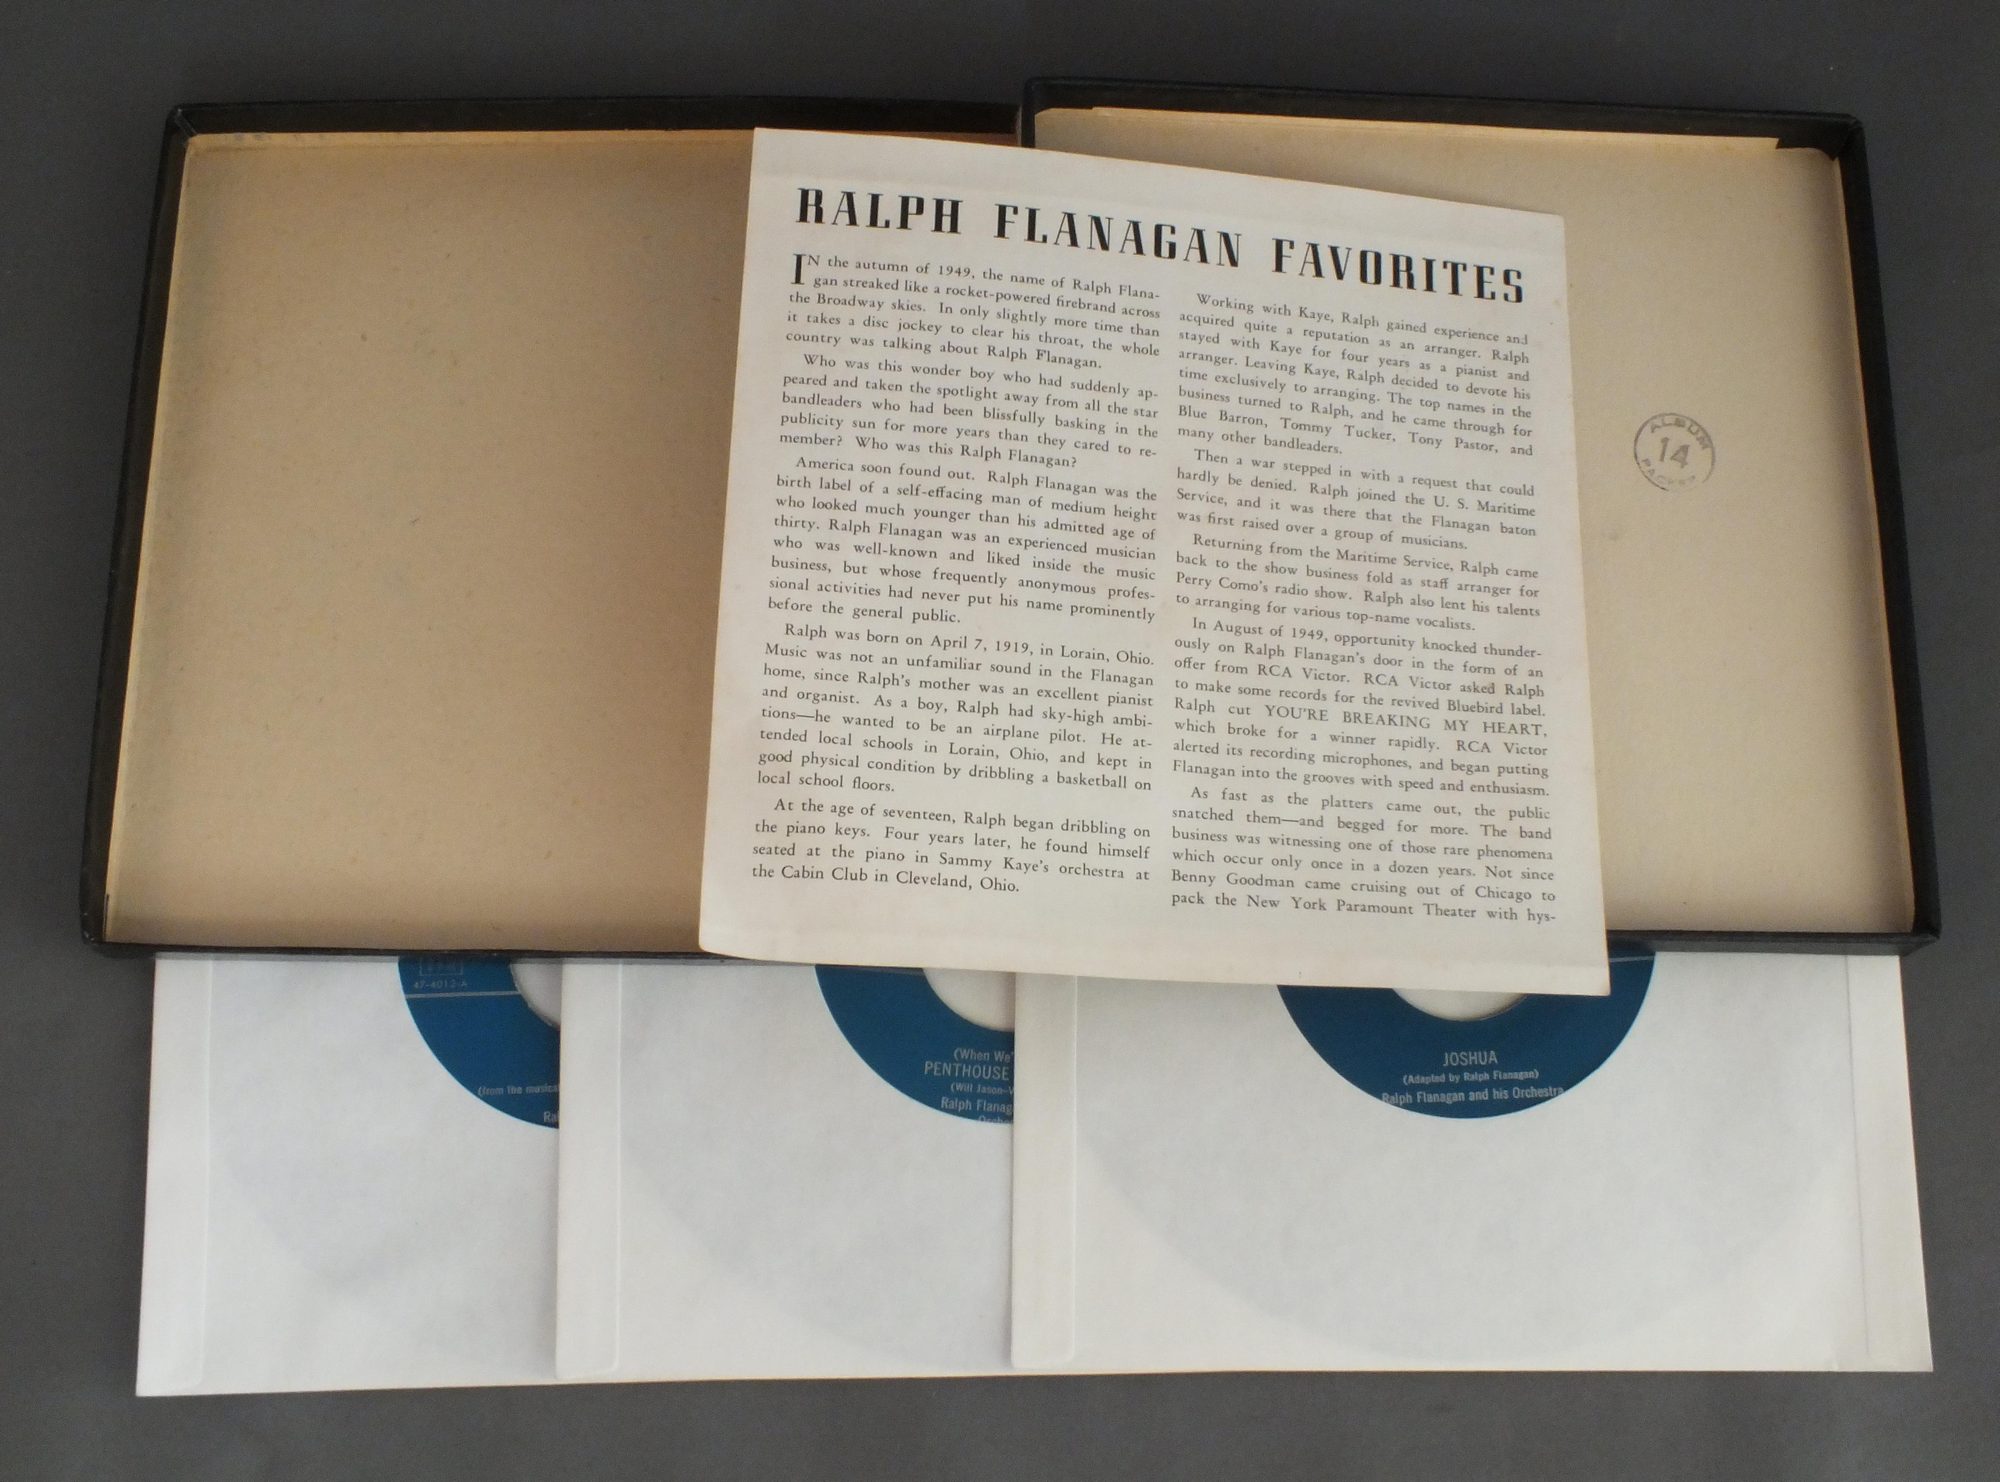 RALPH FLANAGAN FAVORITES
IN the autumn of 1949, the name of Ralph Flana-
gan streaked like a rocket-powered firebrand across
the Broadway skies. In only slightly more time than
it takes a disc jockey to clear his throat, the whole
country was talking about Ralph Flanagan.
Who was this wonder boy who had suddenly ap-
peared and taken the spotlight away from all the star
bandleaders who had been blissfully basking in the
publicity sun for more years than they cared to re-
member? Who was this Ralph Flanagan?
America soon found out. Ralph Flanagan was the
birth label of a self-effacing man of medium height
who looked much younger than his admitted age of
thirty. Ralph Flanagan was an experienced musician
who was well-known and liked inside the music
business, but whose frequently anonymous profes-
sional activities had never put his name prominently
before the general public.
Ralph was born on April 7, 1919, in Lorain, Ohio.
Music was not an unfamiliar sound in the Flanagan
home, since Ralph's mother was an excellent pianist
and organist. As a boy, Ralph had sky-high ambi-
tions—he wanted to be an airplane pilot. He at-
tended local schools in Lorain, Ohio, and kept in
good physical condition by dribbling a basketball on
local school floors.
At the age of seventeen, Ralph began dribbling on
the piano keys. Four years later, he found himself
seated at the piano in Sammy Kaye's orchestra at
the Cabin Club in Cleveland, Ohio.
Working with Kaye, Ralph gained experience and
acquired quite a reputation as an arranger. Ralph
stayed with Kaye for four years as a pianist and
arranger. Leaving Kaye, Ralph decided to devote his
time exclusively to arranging. The top names in the
business turned to Ralph, and he came through for
Blue Barron, Tommy Tucker, Tony Pastor, and
many other bandleaders.
Then a war stepped in with a request that could
hardly be denied. Ralph joined the U. S. Maritime
Service, and it was there that the Flanagan baton
was first raised over a group of musicians.
Returning from the Maritime Service, Ralph came
back to the show business fold as staff arranger for
Perry Como's radio show. Ralph also lent his talents
to arranging for various top-name vocalists.
In August of 1949, opportunity knocked thunder-
ously on Ralph Flanagan's door in the form of an
offer from RCA Victor. RCA Victor asked Ralph
to make some records for the revived Bluebird label.
Ralph cut YOU'RE BREAKING MY HEART,
which broke for a winner rapidly. RCA Victor
alerted its recording microphones, and began putting
Flanagan into the grooves with speed and enthusiasm.
As fast as the platters came out, the public
snatched them—and begged for more. The band
business was witnessing one of those rare phenomena
which occur only once in a dozen years. Not since
Benny Goodman came cruising out of Chicago to
pack the New York Paramount Theater with hys-
ALBUM
14
PACKER
47-4012-A
(from the musical
Ral
(When We'
PENTHOUSE
(Will Jason-V
Ralph Flanag
Orche
JOSHUA
(Adapted by Ralph Flanagan)
Ralph Flanagan and his Orchestra